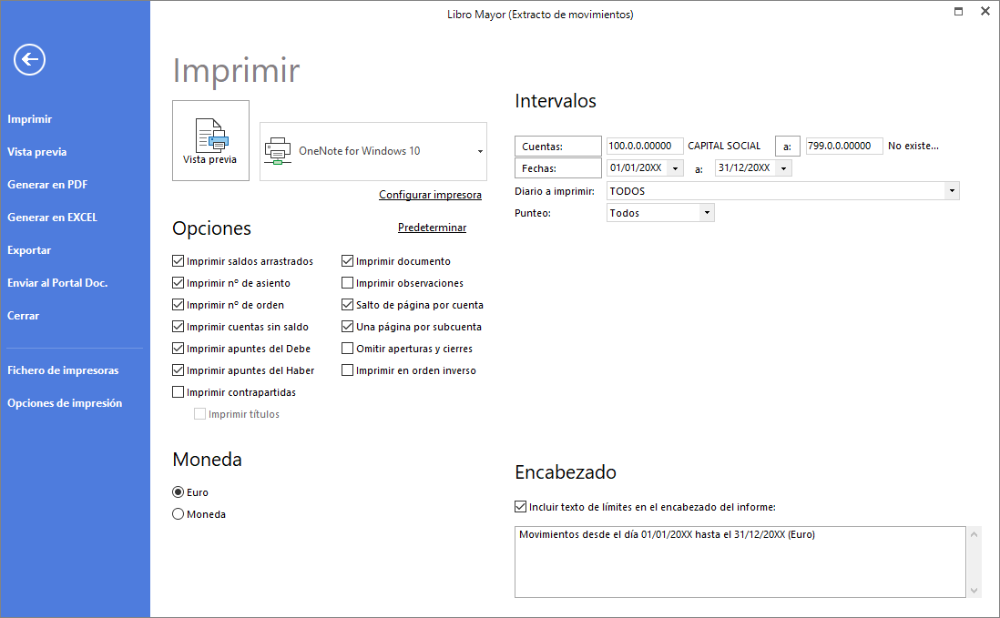 Libro Mayor (Extracto de movimientos)
Imprimir
Vista previa
Generar en PDF
Generar en EXCEL
Exportar
Enviar al Portal Doc.
Cerrar
Fichero de impresoras
Opciones de impresión
Imprimir
Vista previa
OneNote for Windows 10
Configurar impresora
Opciones
Predeterminar
Imprimir saldos arrastrados
Imprimir documento
Imprimir nº de asiento
Imprimir observaciones
Imprimir nº de orden
Salto de página por cuenta
Imprimir cuentas sin saldo
Una página por subcuenta
Imprimir apuntes del Debe
Omitir aperturas y cierres
Imprimir apuntes del Haber
Imprimir en orden inverso
Imprimir contrapartidas
Imprimir títulos
Moneda
Euro
Moneda
Intervalos
Cuentas: 100.0.0.00000 CAPITAL SOCIAL a: 799.0.0.00000 No existe...
Fechas: 01/01/20XX a: 31/12/20XX
Diario a imprimir: TODOS
Punteo: Todos
Encabezado
Incluir texto de límites en el encabezado del informe:
Movimientos desde el día 01/01/20XX hasta el 31/12/20XX (Euro)